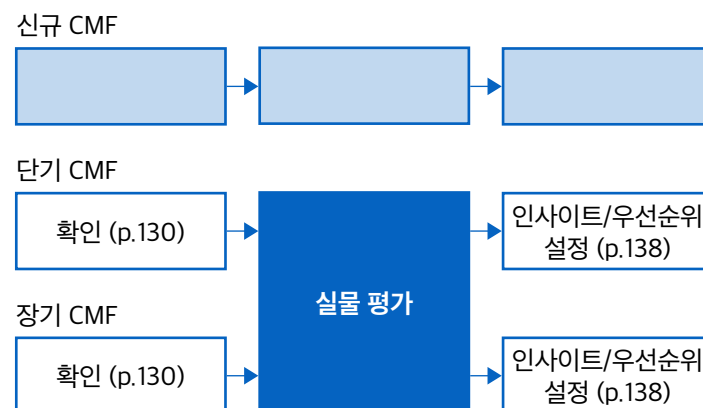 신규 CMF
단기 CMF
확인 (p.130)
인사이트/우선순위
설정 (p.138)
실물 평가
장기 CMF
확인 (p.130)
인사이트/우선순위
설정 (p.138)